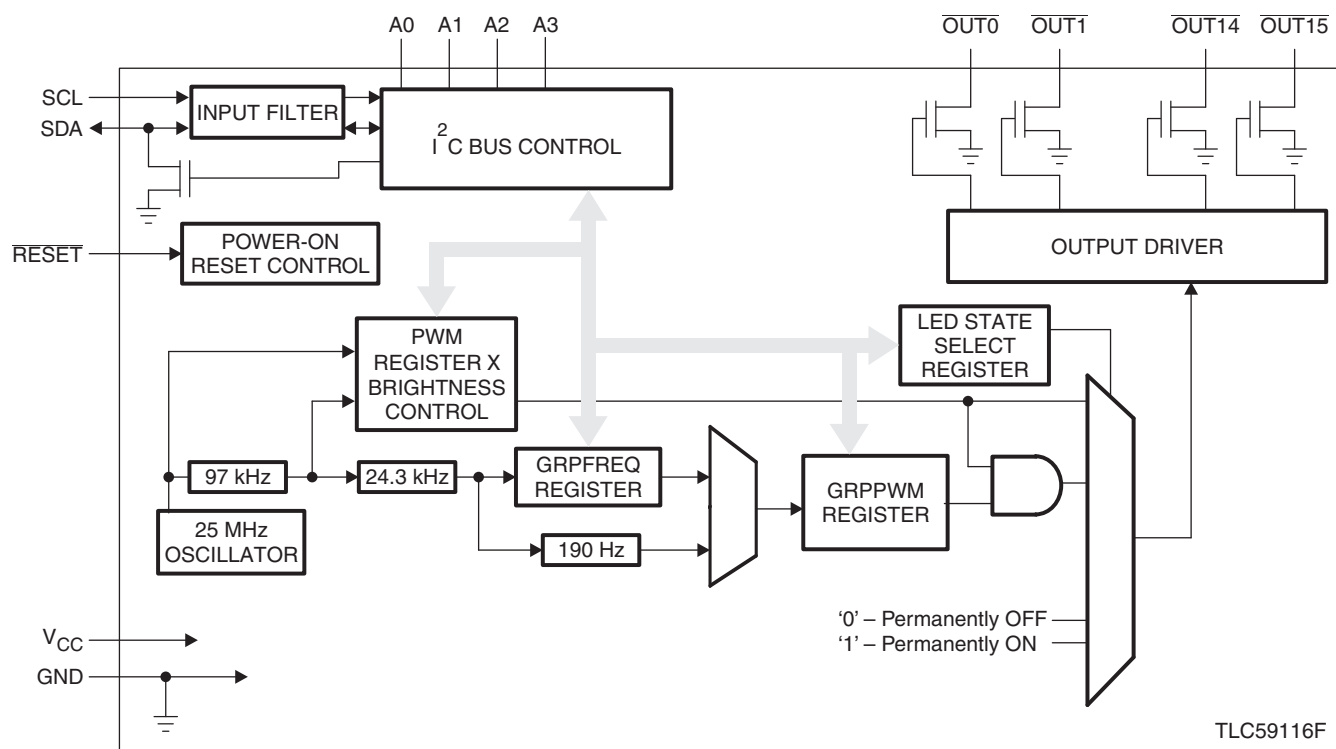 A0 A1 A2 A3
OUT0 OUT1 OUT14 OUT15
SCL
SDA
INPUT FILTER
I2C BUS CONTROL
RESET
POWER-ON
RESET CONTROL
OUTPUT DRIVER
PWM
REGISTER X
BRIGHTNESS
CONTROL
LED STATE
SELECT
REGISTER
97 kHz
24.3 kHz
GRPFREQ
REGISTER
GRPPWM
REGISTER
25 MHz
OSCILLATOR
190 Hz
'0' – Permanently OFF
'1' – Permanently ON
VCC
GND
TLC59116F